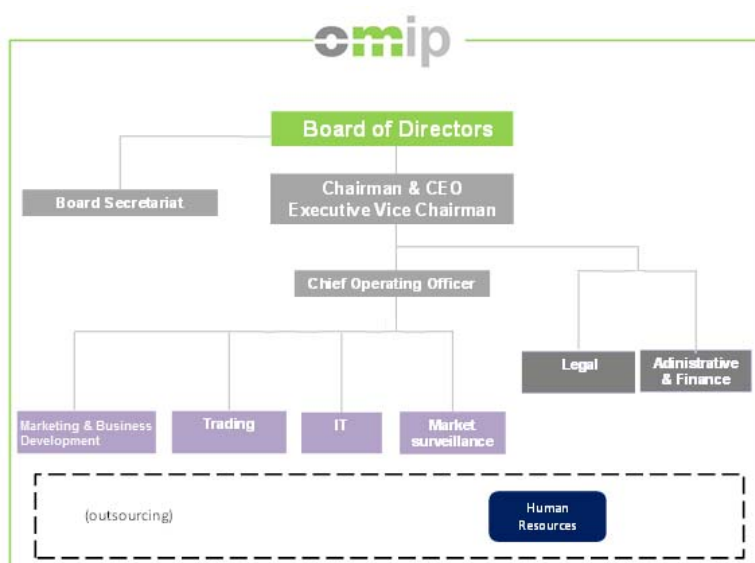 omip
Board of Directors
Board Secretariat
Chairman & CEO
Executive Vice Chairman
Chief Operating Officer
Legal
Adinistrative
& Finance
Marketing & Business
Development
Trading
IT
Market
surveillance
(outsourcing)
Human
Resources